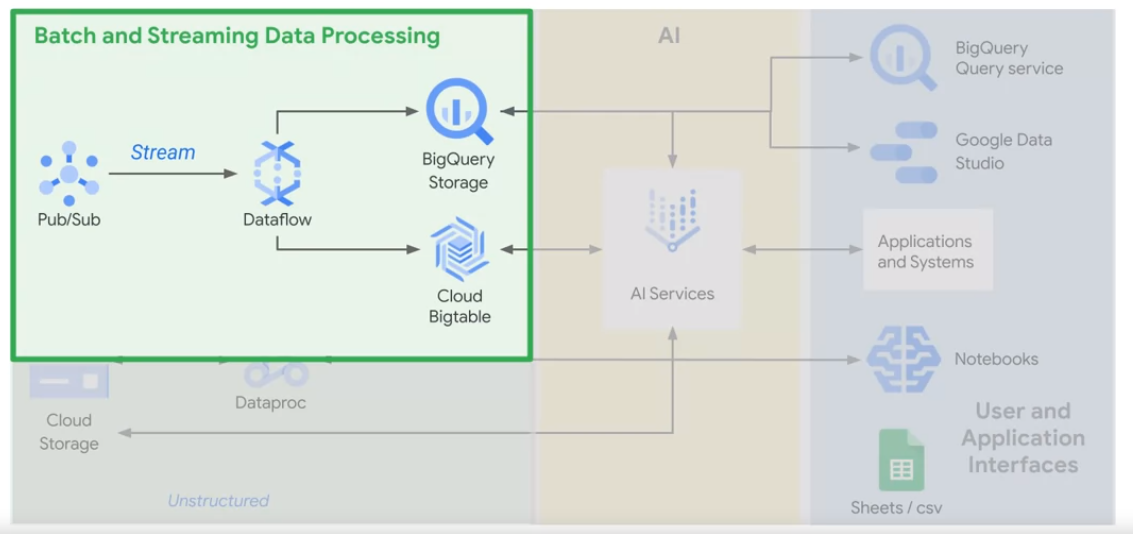 Batch and Streaming Data Processing
Stream
Pub/Sub
Dataflow
BigQuery
Storage
Cloud
Bigtable
Cloud
Storage
Dataproc
Unstructured
AI
AI Services
BigQuery
Query service
Google Data
Studio
Applications
and Systems
Notebooks
User and
Application
Interfaces
Sheets / csv